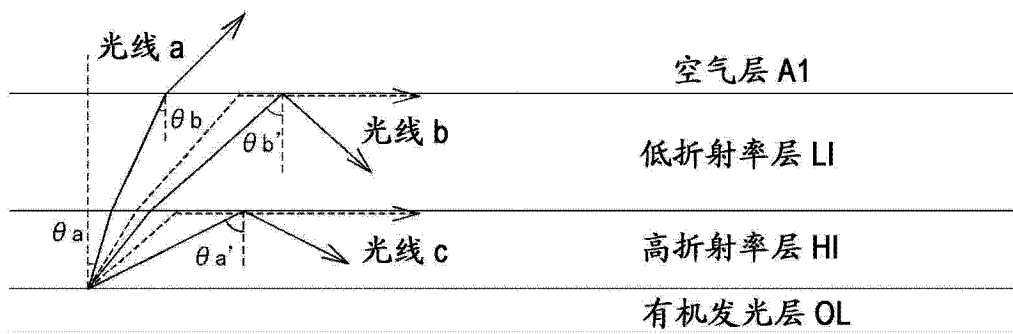 光线 a
空气层 A1
θb
θb'
光线 b
低折射率层 LI
θa
θa'
光线 c
高折射率层 HI
有机发光层 OL